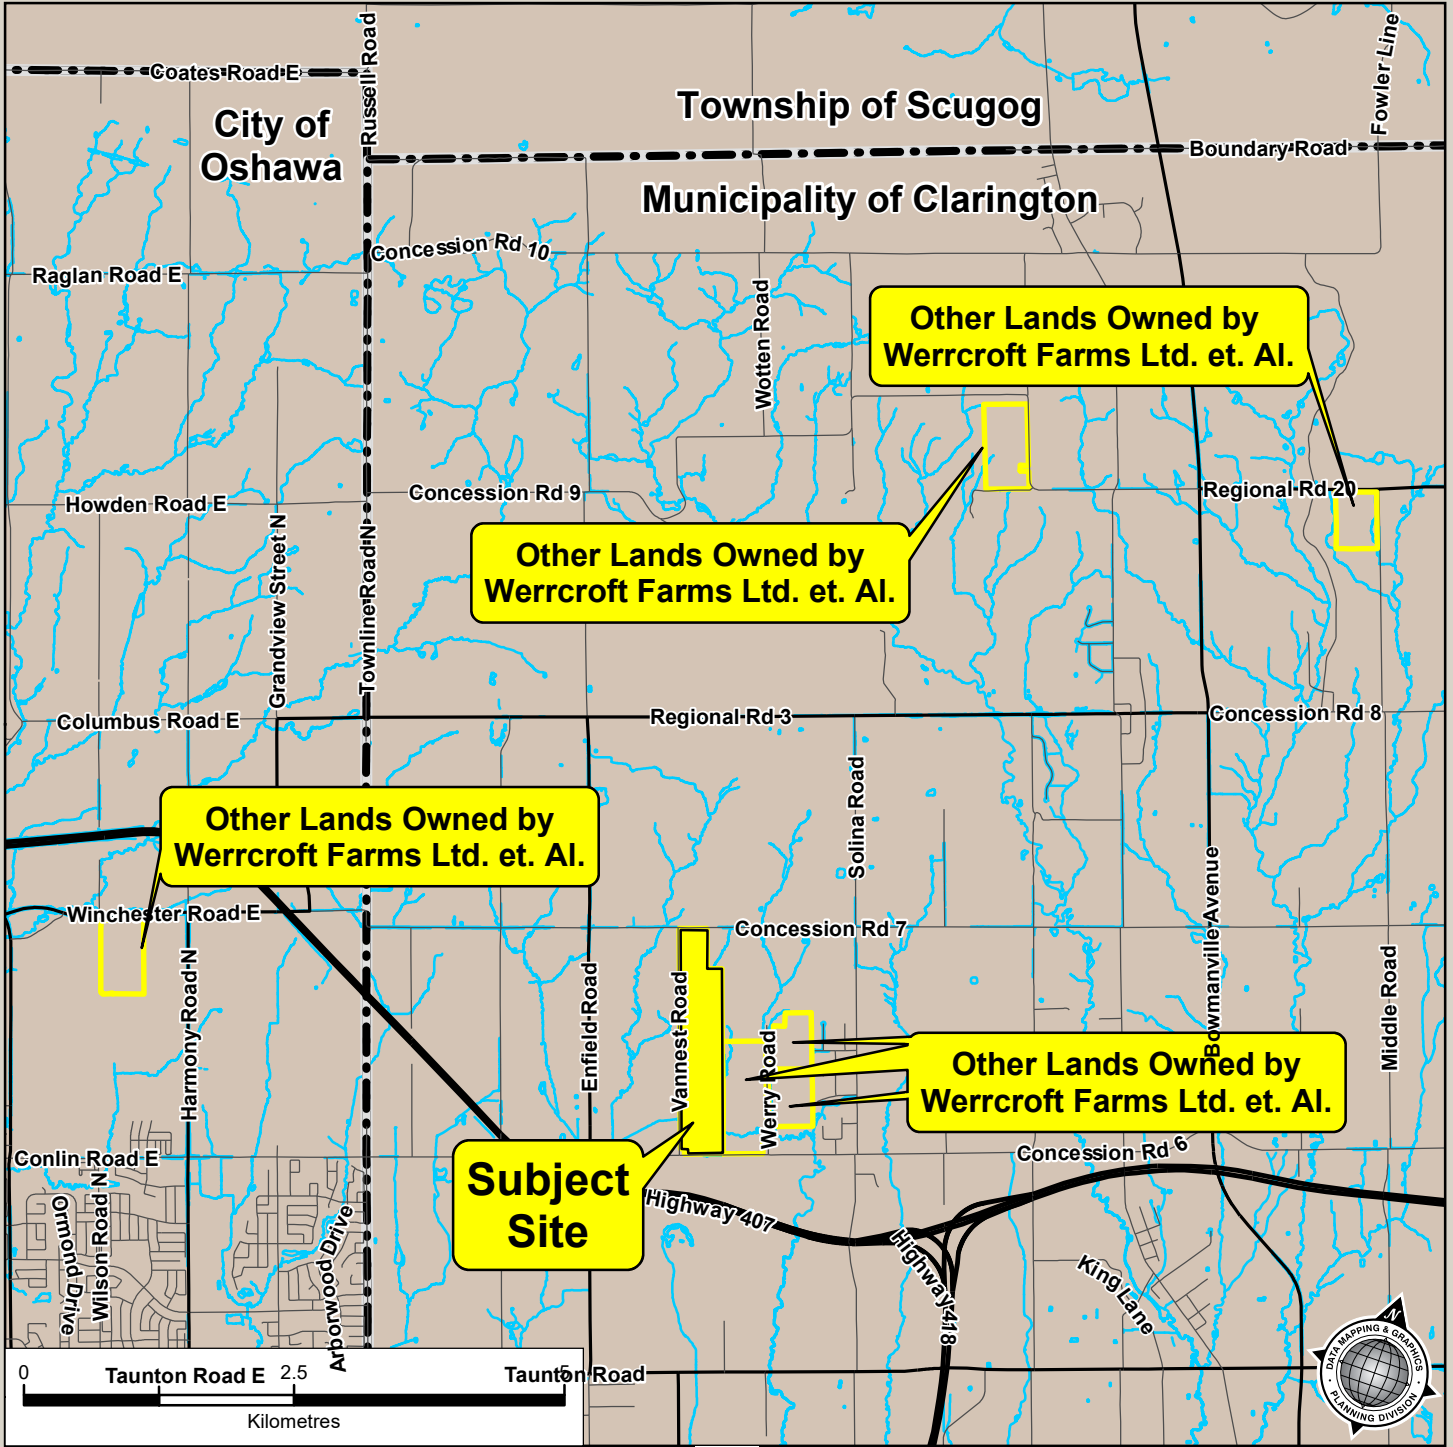 Coates Road E
Russell Road
Fowler Line
City of
Oshawa
Township of Scugog
Boundary Road
Municipality of Clarington
Concession Rd 10
Raglan Road E
Wotten Road
Other Lands Owned by
Werrcroft Farms Ltd. et. Al.
Howden Road E
Concession Rd 9
Regional Rd 20
Grandview Street N
Townline Road N
Other Lands Owned by
Werrcroft Farms Ltd. et. Al.
Columbus Road E
Regional Rd 3
Concession Rd 8
Solina Road
Other Lands Owned by
Werrcroft Farms Ltd. et. Al.
Bowmanville Avenue
Winchester Road E
Concession Rd 7
Harmony Road N
Enfield Road
Vannest Road
Werry Road
Middle Road
Other Lands Owned by
Werrcroft Farms Ltd. et. Al.
Conlin Road E
Concession Rd 6
Subject
Site
Highway 407
Ormond Drive
Wilson Road N
Arborwood Drive
Highway 418
King Lane
0
Taunton Road E
2.5
5
Taunton Road
Kilometres
N
DATA MAPPING & GRAPHICS
PLANNING DIVISION